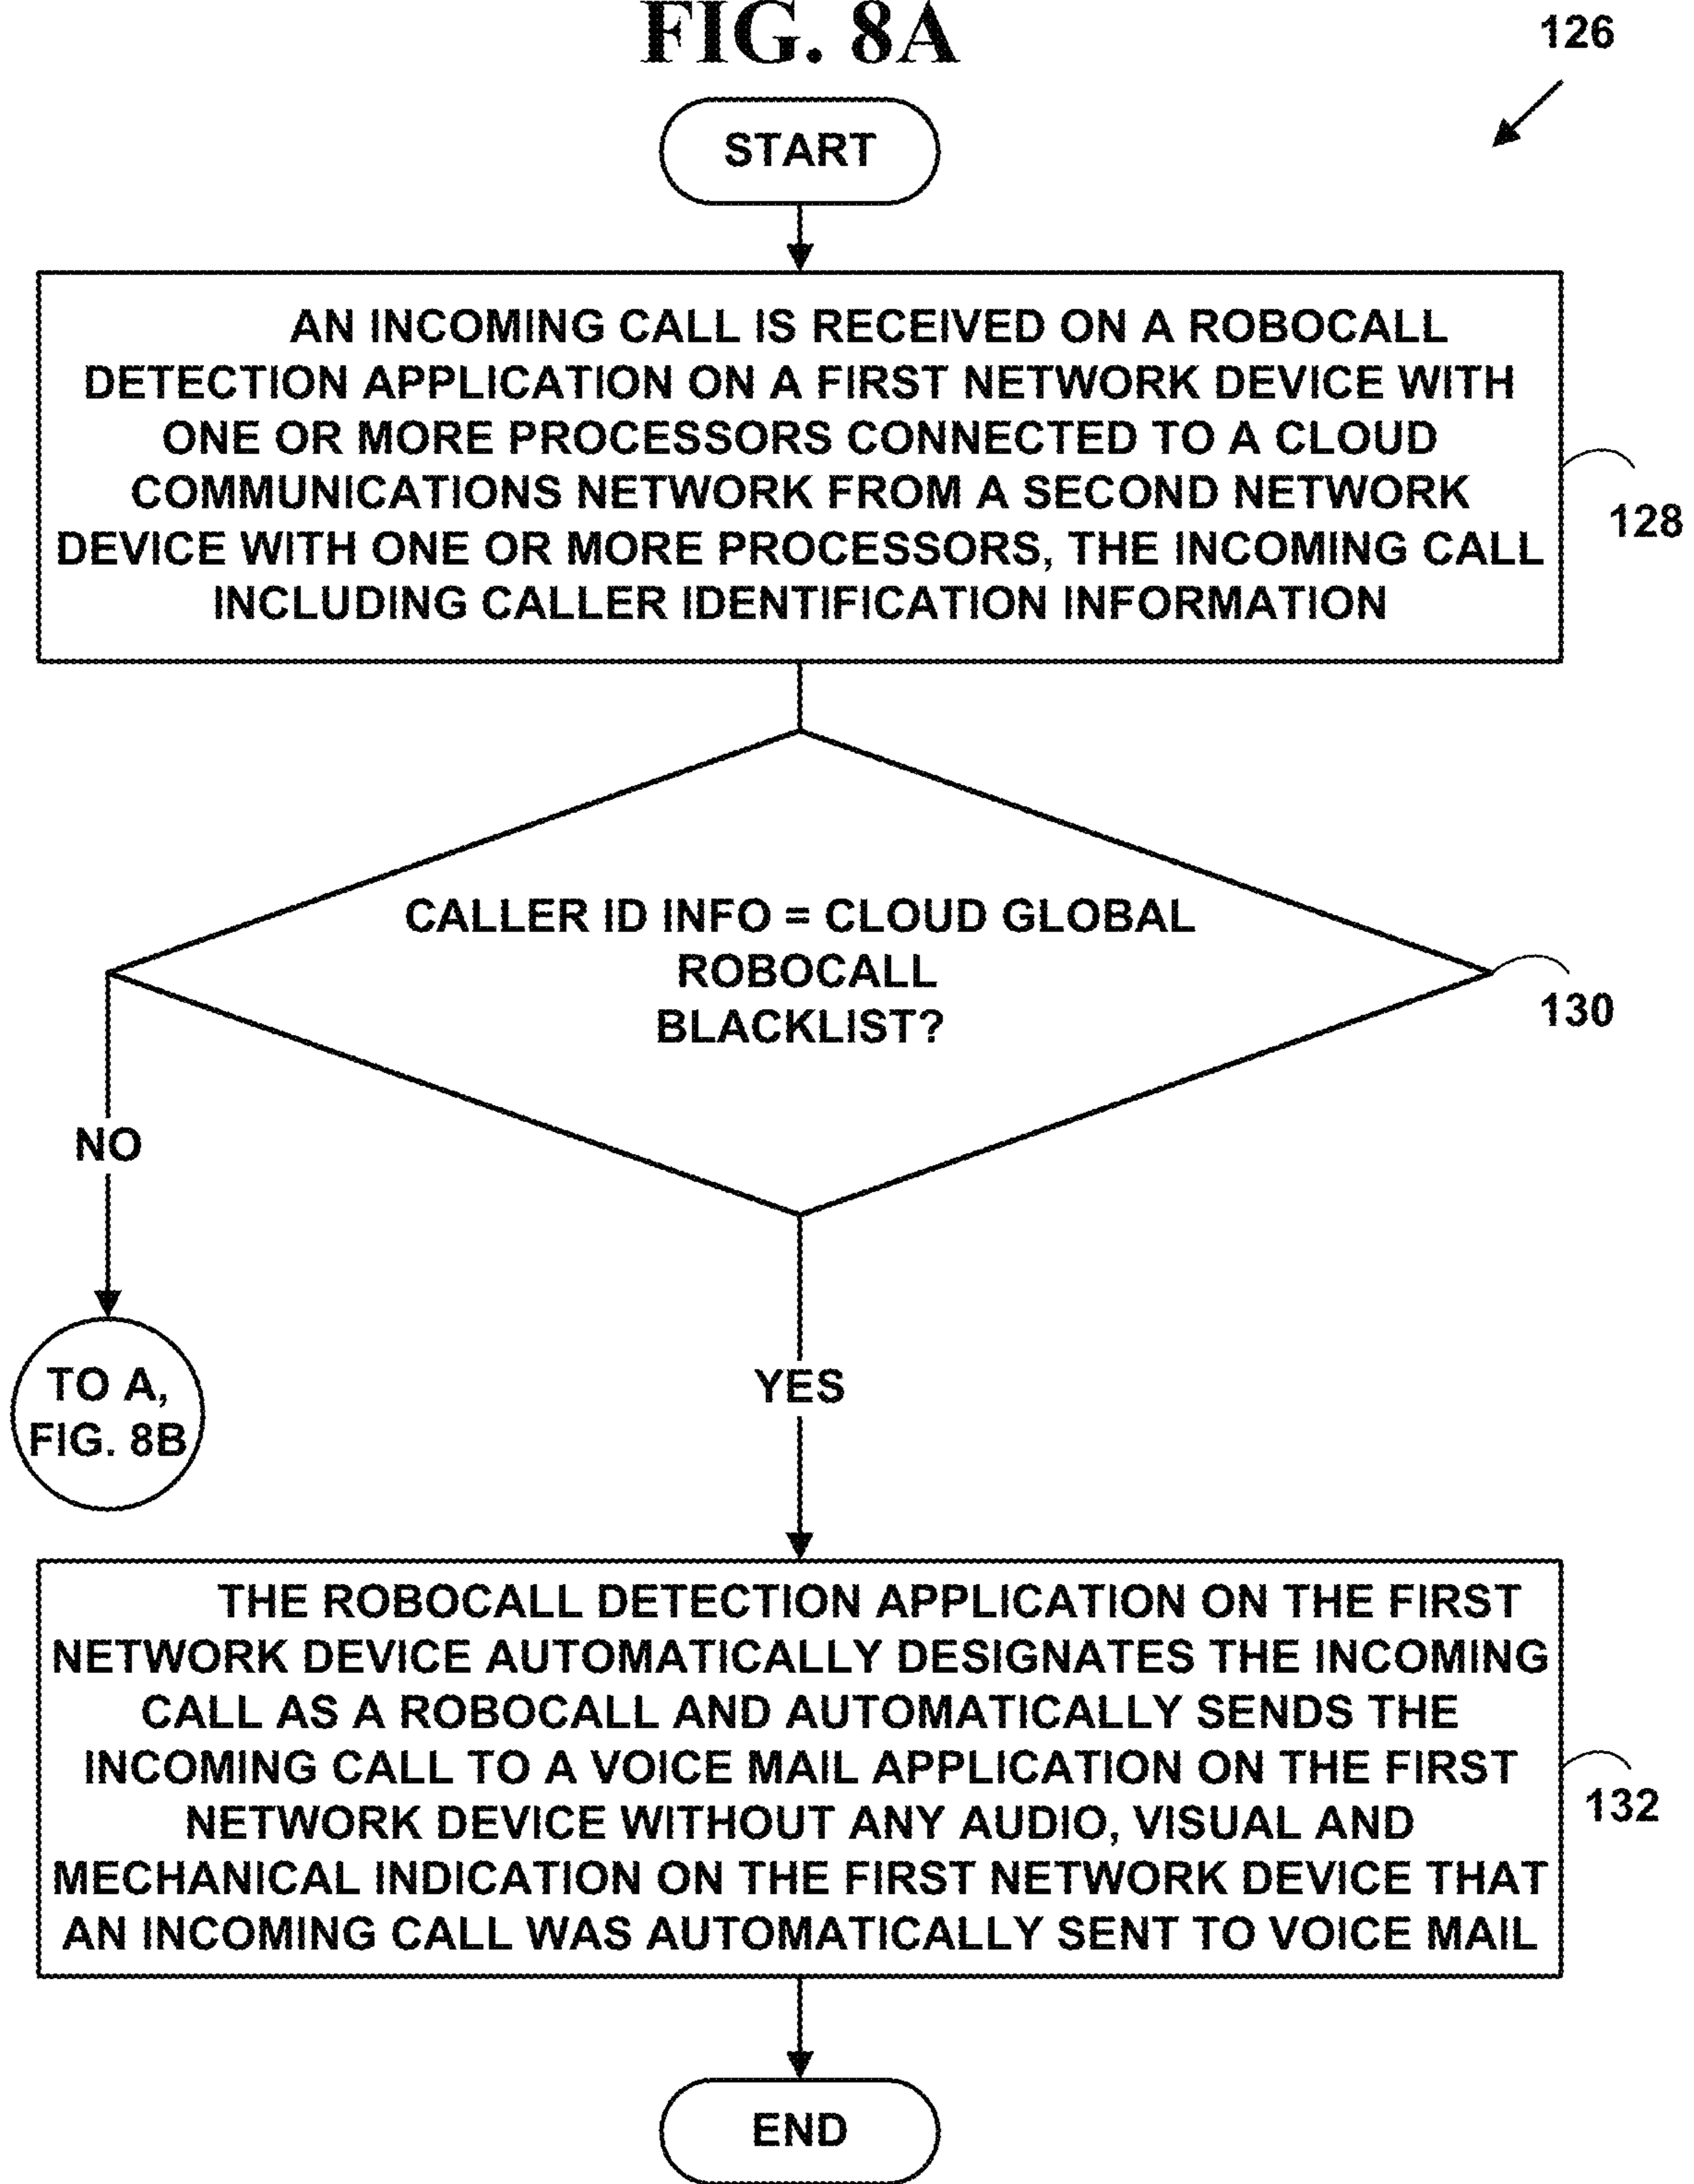 FIG. 8A
126
START
AN INCOMING CALL IS RECEIVED ON A ROBOCALL
DETECTION APPLICATION ON A FIRST NETWORK DEVICE WITH
ONE OR MORE PROCESSORS CONNECTED TO A CLOUD
COMMUNICATIONS NETWORK FROM A SECOND NETWORK
DEVICE WITH ONE OR MORE PROCESSORS, THE INCOMING CALL
INCLUDING CALLER IDENTIFICATION INFORMATION
128
CALLER ID INFO = CLOUD GLOBAL
ROBOCALL
BLACKLIST?
130
NO
TO A,
FIG. 8B
YES
THE ROBOCALL DETECTION APPLICATION ON THE FIRST
NETWORK DEVICE AUTOMATICALLY DESIGNATES THE INCOMING
CALL AS A ROBOCALL AND AUTOMATICALLY SENDS THE
INCOMING CALL TO A VOICE MAIL APPLICATION ON THE FIRST
NETWORK DEVICE WITHOUT ANY AUDIO, VISUAL AND
MECHANICAL INDICATION ON THE FIRST NETWORK DEVICE THAT
AN INCOMING CALL WAS AUTOMATICALLY SENT TO VOICE MAIL
132
END